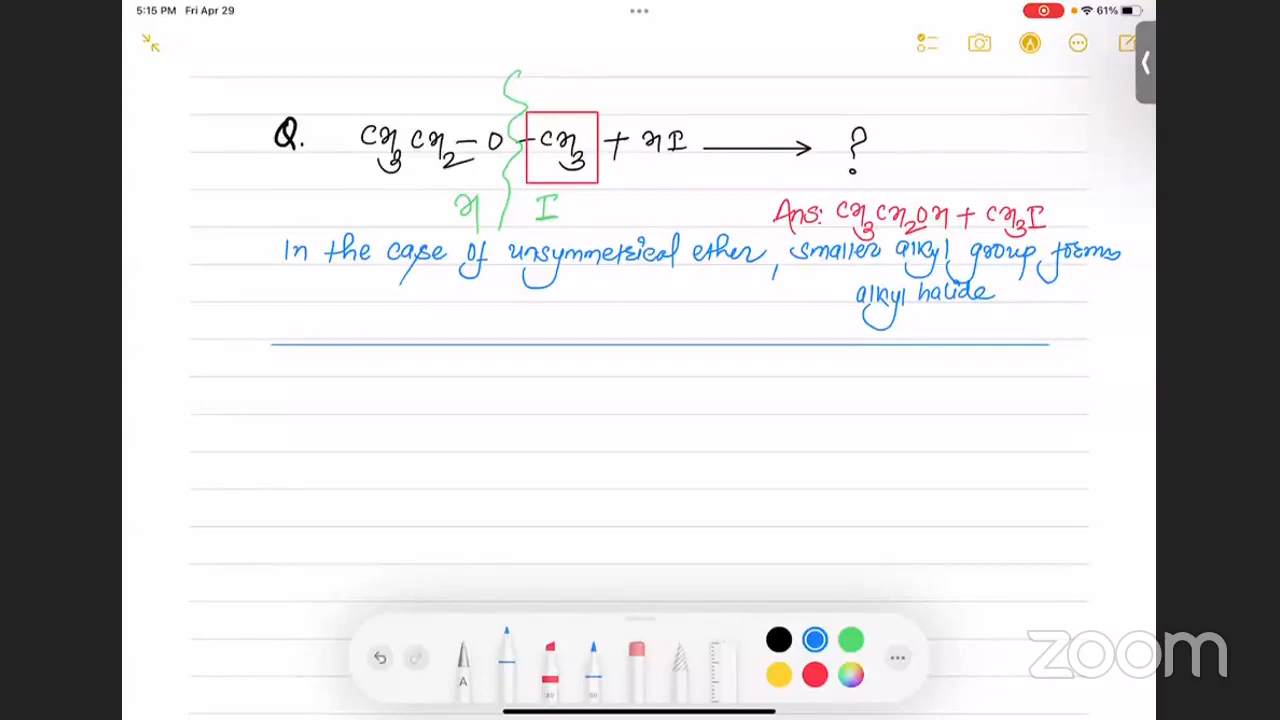 5:15 PM Fri Apr 29
61%
Q. CH3CH2-O-CH3 + HI ⟶ ?
H I
Ans: CH3CH2OH + CH3I
In the case of unsymmetrical ether, smaller alkyl group forms
alkyl halide
A
zoom